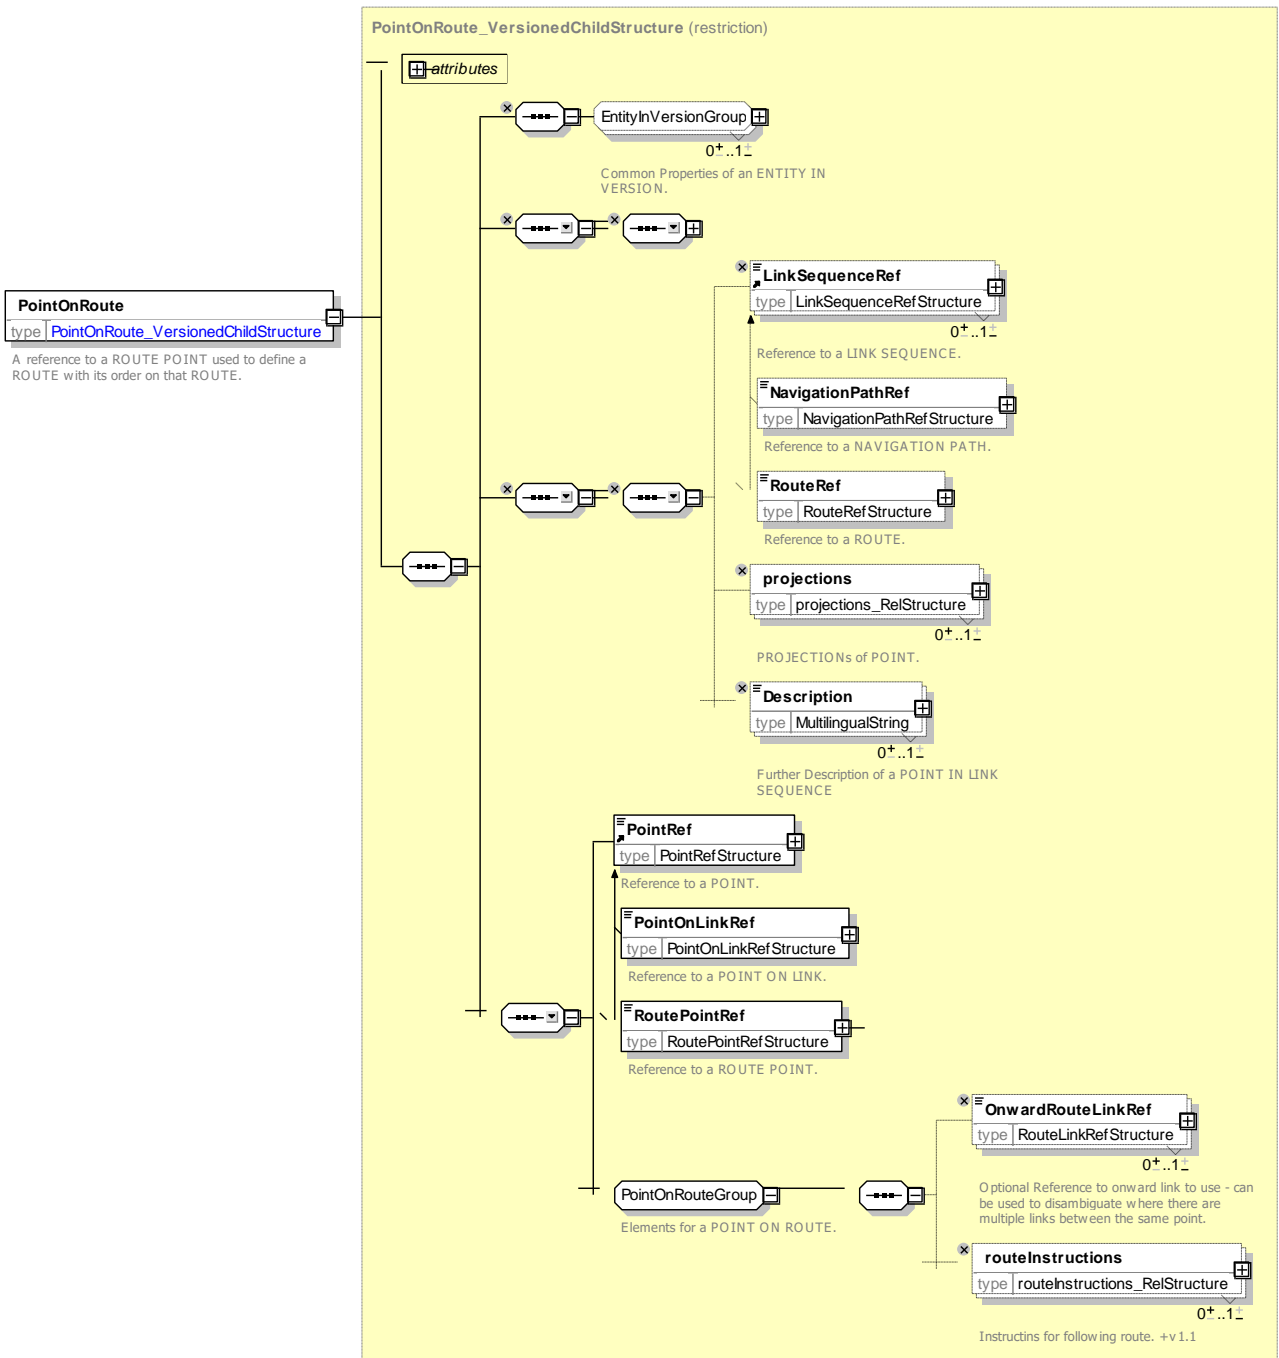 PointOnRoute_VersionedChildStructure (restriction)
attributes
EntityInVersionGroup
0..1
Common Properties of an ENTITY IN
VERSION.
LinkSequenceRef
type LinkSequenceRefStructure
0..1
Reference to a LINK SEQUENCE.
PointOnRoute
type PointOnRoute_VersionedChildStructure
A reference to a ROUTE POINT used to define a
ROUTE with its order on that ROUTE.
NavigationPathRef
type NavigationPathRefStructure
Reference to a NAVIGATION PATH.
RouteRef
type RouteRefStructure
Reference to a ROUTE.
projections
type projections_RelStructure
0..1
PROJECTIONs of POINT.
Description
type MultilingualString
0..1
Further Description of a POINT IN LINK
SEQUENCE
PointRef
type PointRefStructure
Reference to a POINT.
PointOnLinkRef
type PointOnLinkRefStructure
Reference to a POINT ON LINK.
RoutePointRef
type RoutePointRefStructure
Reference to a ROUTE POINT.
OnwardRouteLinkRef
type RouteLinkRefStructure
0..1
Optional Reference to onward link to use - can
be used to disambiguate where there are
multiple links between the same point.
PointOnRouteGroup
Elements for a POINT ON ROUTE.
routeInstructions
type routeInstructions_RelStructure
0..1
Instructins for following route. +v1.1